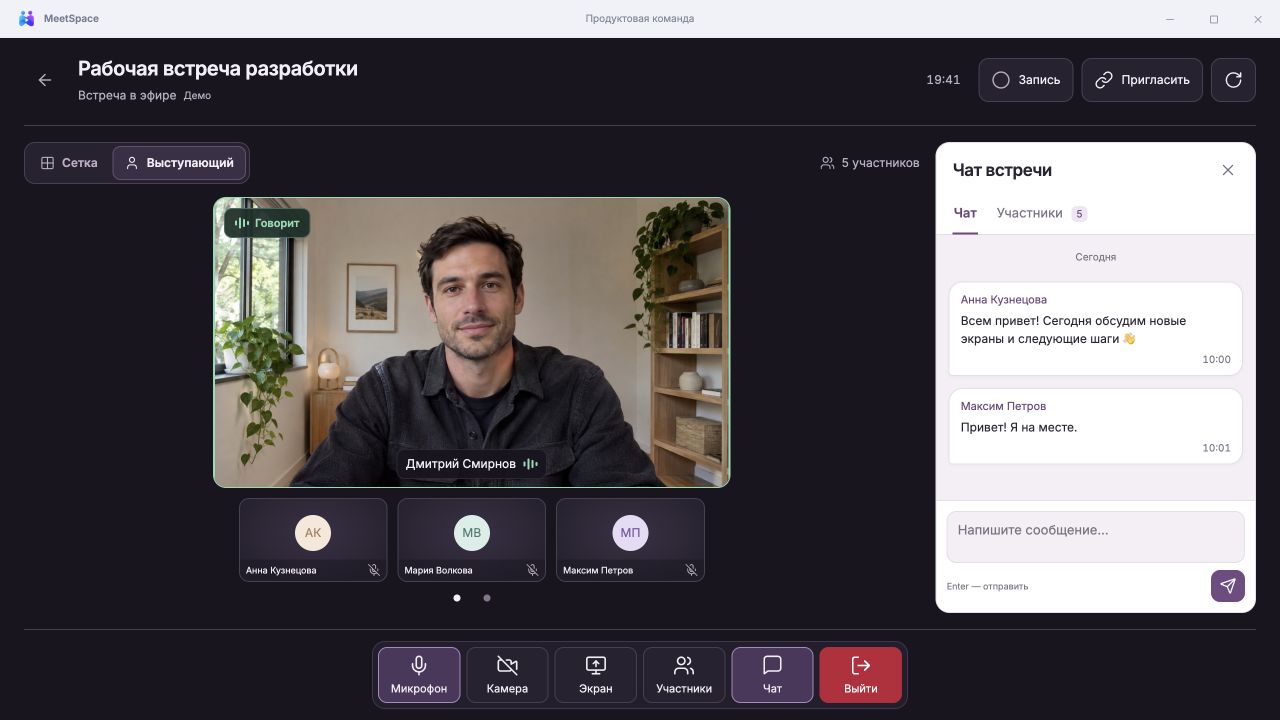 MeetSpace
Продуктовая команда
Рабочая встреча разработки
Встреча в эфире Демо
19:41
Запись
Пригласить
Сетка
Выступающий
5 участников
Говорит
Дмитрий Смирнов
АК
Анна Кузнецова
МВ
Мария Волкова
МП
Максим Петров
Чат встречи
Чат
Участники 5
Сегодня
Анна Кузнецова
Всем привет! Сегодня обсудим новые
экраны и следующие шаги 👋
10:00
Максим Петров
Привет! Я на месте.
10:01
Напишите сообщение...
Enter — отправить
Микрофон
Камера
Экран
Участники
Чат
Выйти